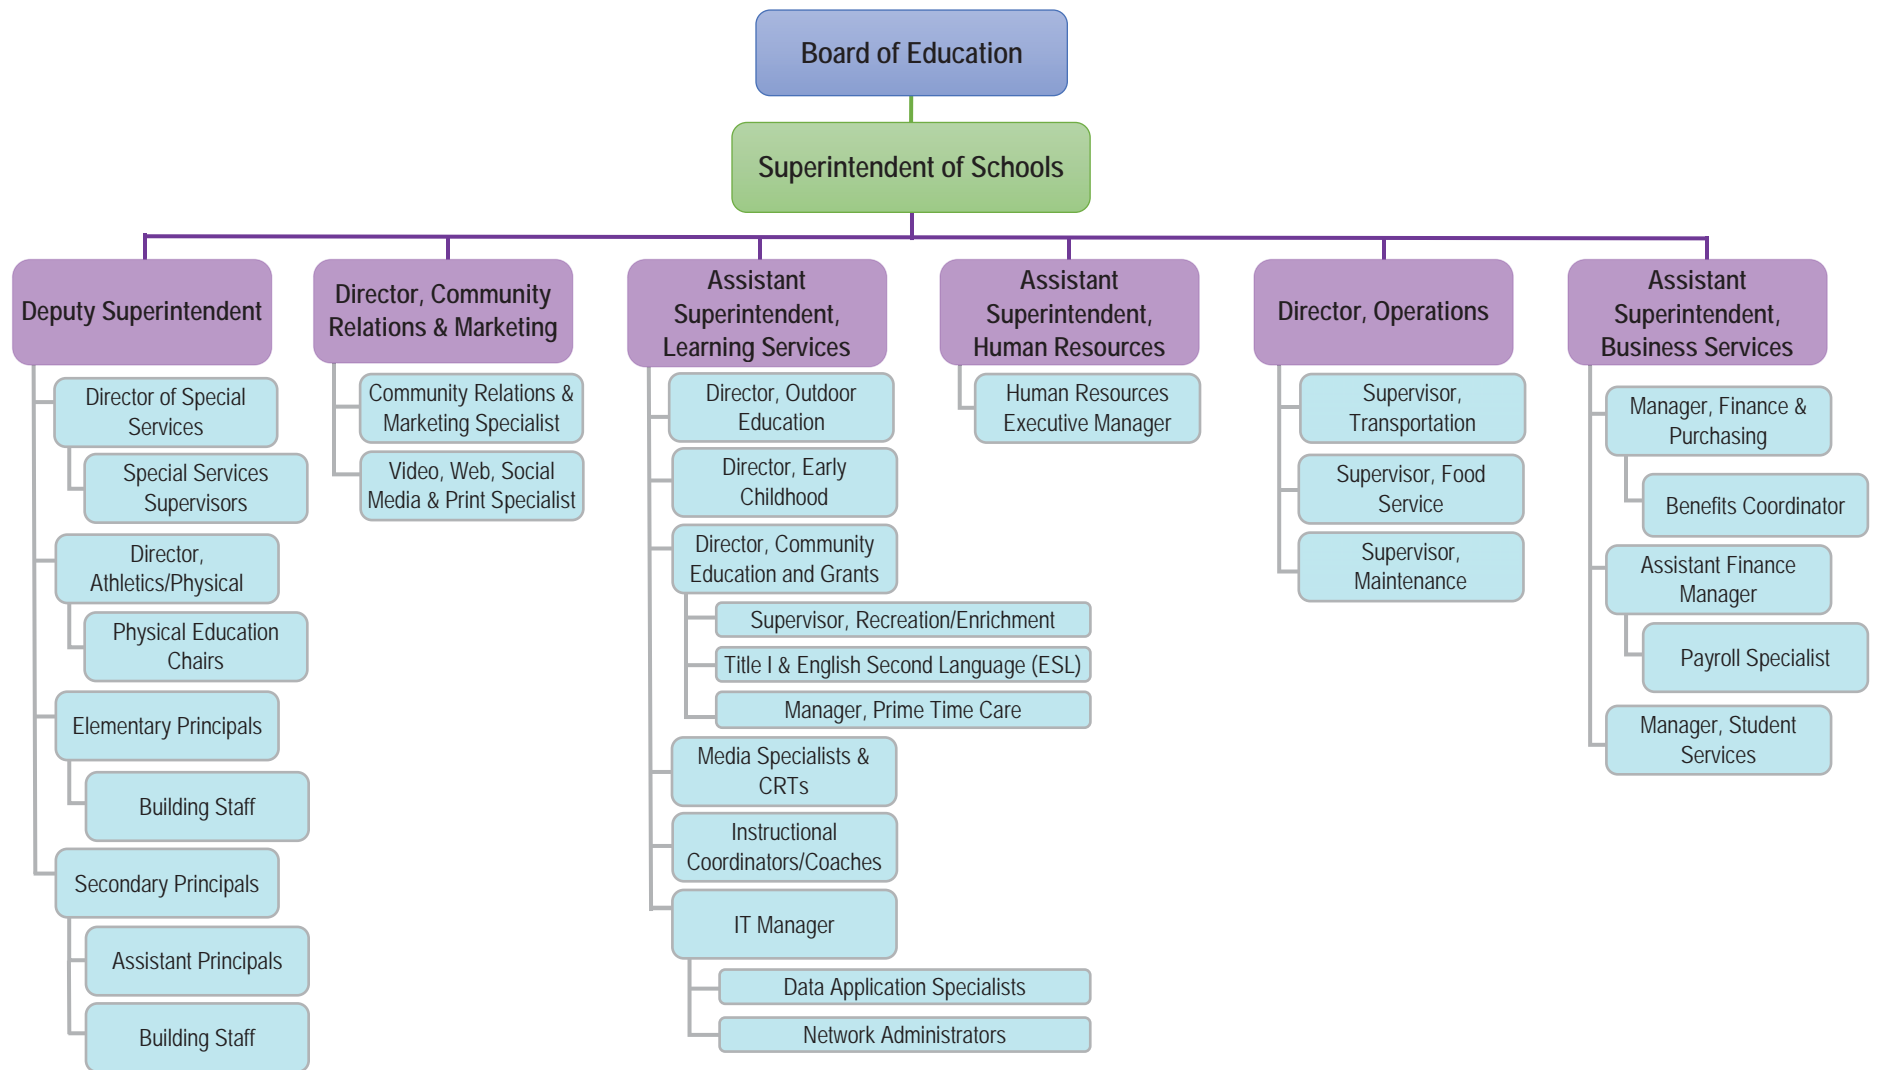 Board of Education
Superintendent of Schools
Deputy Superintendent
Director of Special
Services
Special Services
Supervisors
Director,
Athletics/Physical
Physical Education
Chairs
Elementary Principals
Building Staff
Secondary Principals
Assistant Principals
Building Staff
Director, Community
Relations & Marketing
Community Relations &
Marketing Specialist
Video, Web, Social
Media & Print Specialist
Assistant
Superintendent,
Learning Services
Director, Outdoor
Education
Director, Early
Childhood
Director, Community
Education and Grants
Supervisor, Recreation/Enrichment
Title I & English Second Language (ESL)
Manager, Prime Time Care
Media Specialists &
CRTs
Instructional
Coordinators/Coaches
IT Manager
Data Application Specialists
Network Administrators
Assistant
Superintendent,
Human Resources
Human Resources
Executive Manager
Director, Operations
Supervisor,
Transportation
Supervisor, Food
Service
Supervisor,
Maintenance
Assistant
Superintendent,
Business Services
Manager, Finance &
Purchasing
Benefits Coordinator
Assistant Finance
Manager
Payroll Specialist
Manager, Student
Services